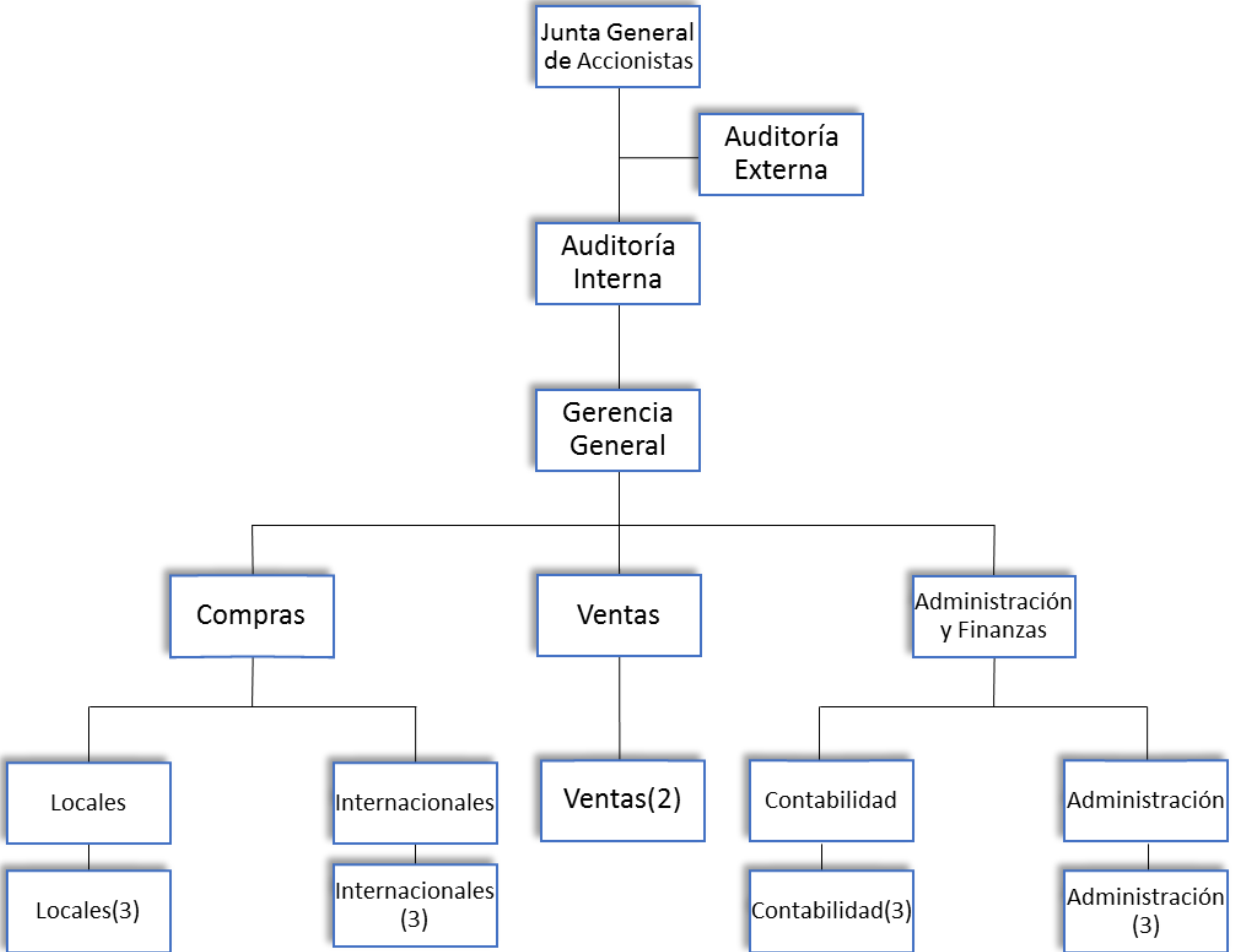 Junta General
de Accionistas
Auditoría
Externa
Auditoría
Interna
Gerencia
General
Compras
Ventas
Administración
y Finanzas
Locales
Internacionales
Ventas(2)
Contabilidad
Administración
Locales(3)
Internacionales
(3)
Contabilidad(3)
Administración
(3)